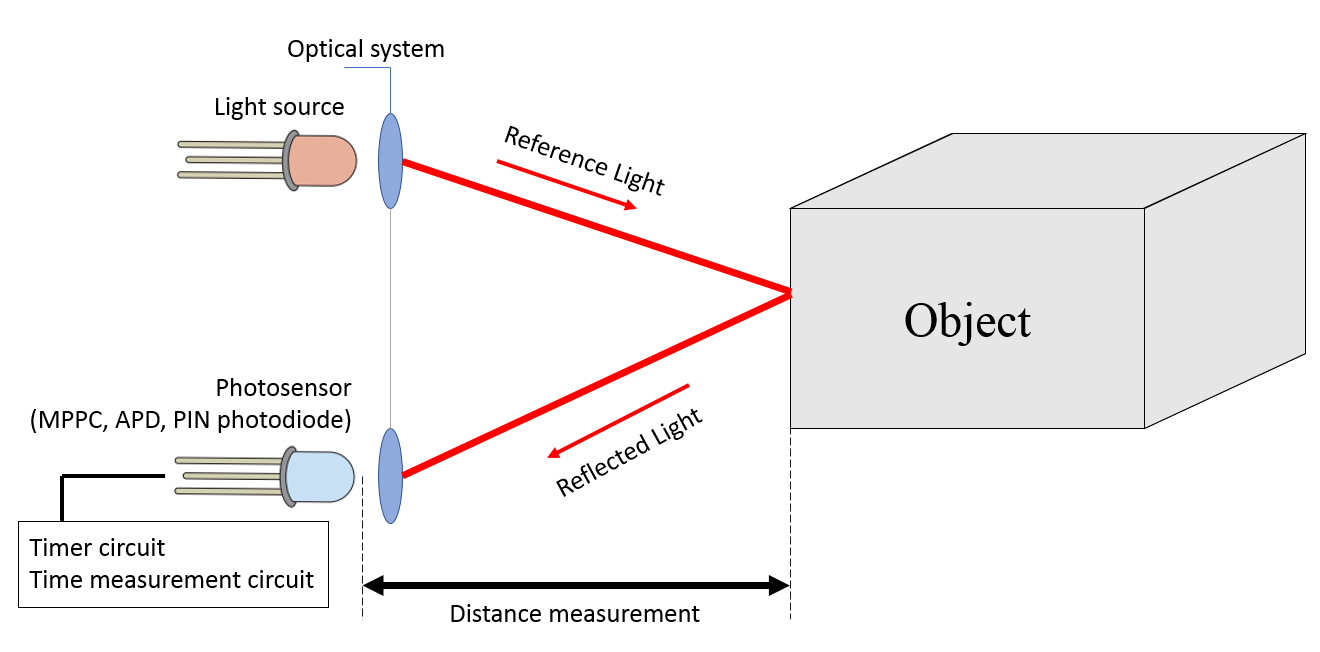 Optical system
Light source
Reference Light
Object
Photosensor
(MPPC, APD, PIN photodiode)
Reflected Light
Timer circuit
Time measurement circuit
Distance measurement